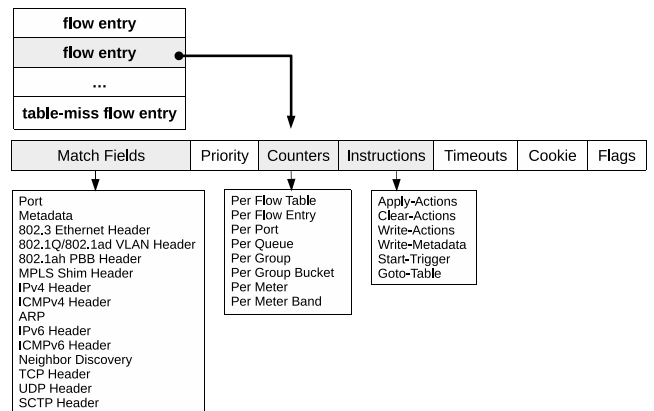 flow entry
flow entry
...
table-miss flow entry
Match Fields Priority Counters Instructions Timeouts Cookie Flags
Port
Metadata
802.3 Ethernet Header
802.1Q/802.1ad VLAN Header
802.1ah PBB Header
MPLS Shim Header
IPv4 Header
ICMPv4 Header
ARP
IPv6 Header
ICMPv6 Header
Neighbor Discovery
TCP Header
UDP Header
SCTP Header
Per Flow Table
Per Flow Entry
Per Port
Per Queue
Per Group
Per Group Bucket
Per Meter
Per Meter Band
Apply-Actions
Clear-Actions
Write-Actions
Write-Metadata
Start-Trigger
Goto-Table